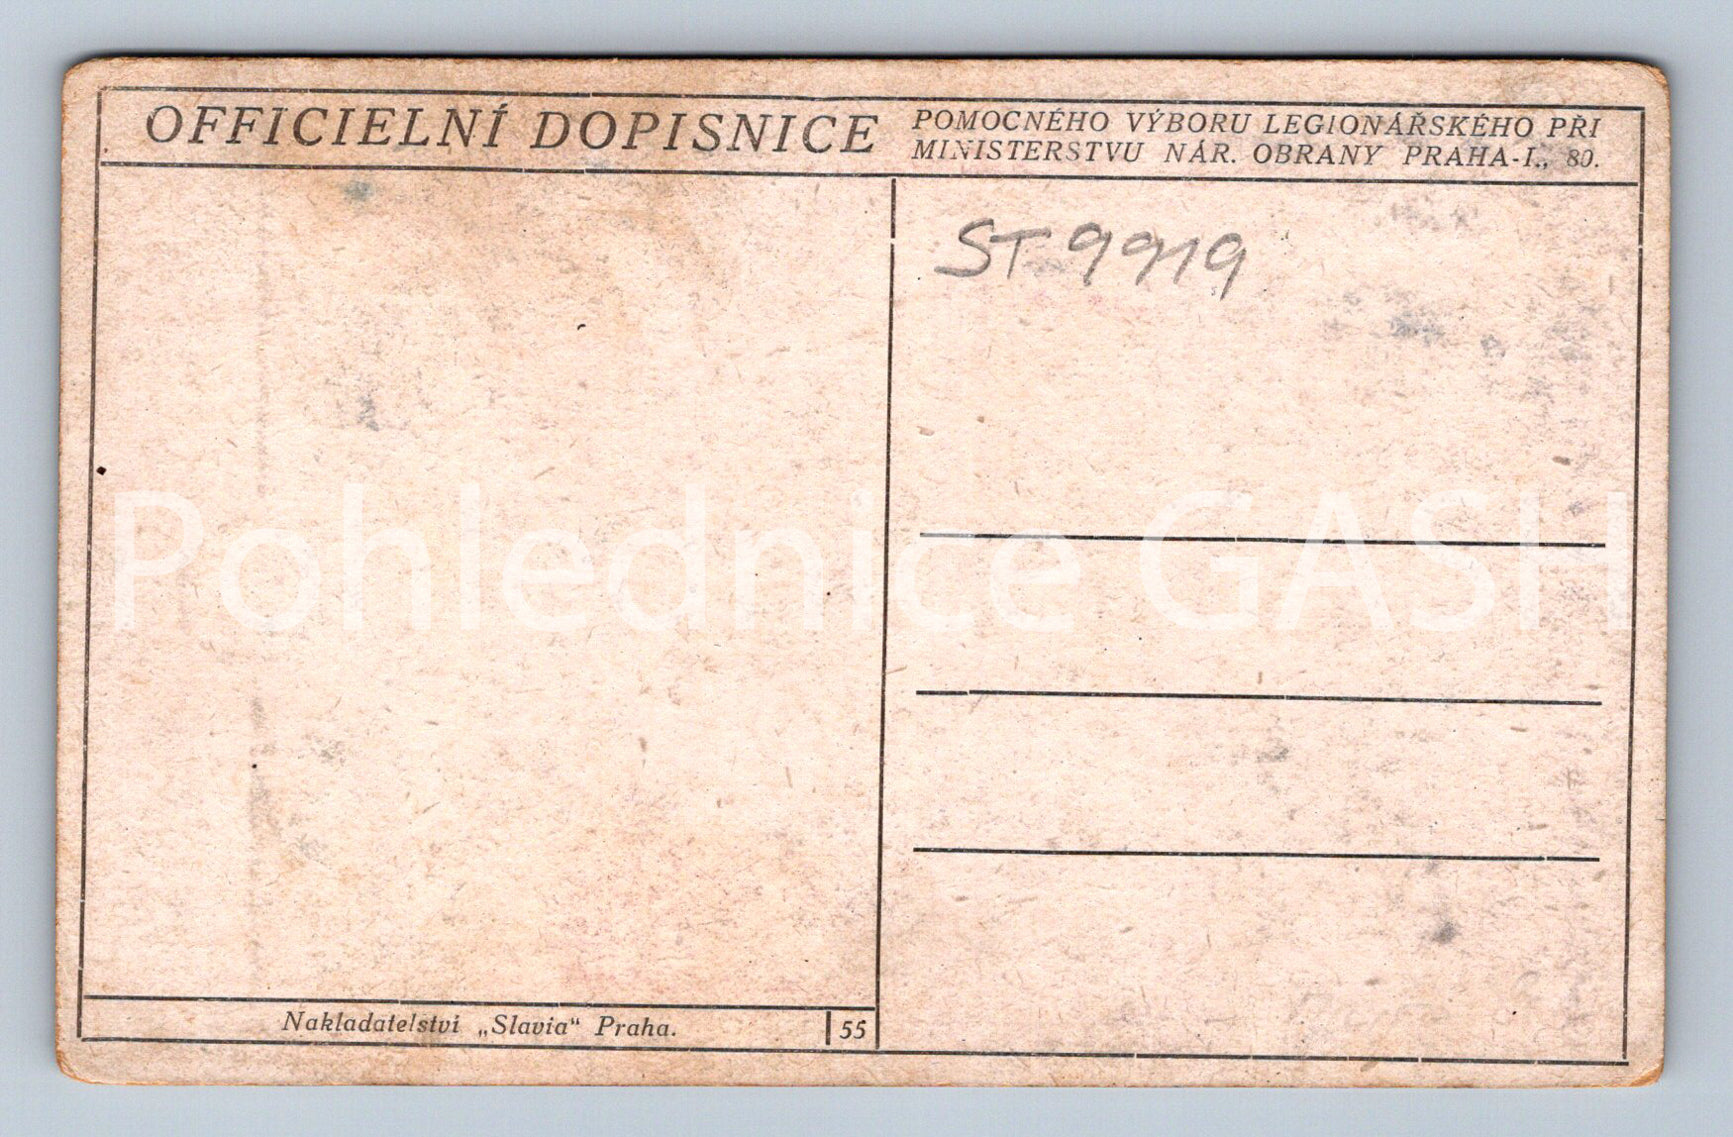 OFFICIELNÍ DOPISNICE
POMOCNÉHO VÝBORU LEGIONÁŘSKÉHO PŘI
MINISTERSTVU NÁR. OBRANY PRAHA-I., 80.
ST 9919
Pohlednice GASH
Nakladatelství „Slavia“ Praha.
55